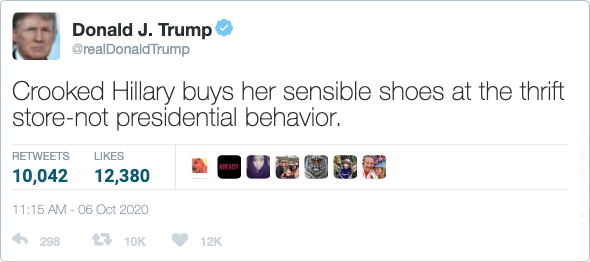 Donald J. Trump
@realDonaldTrump
Crooked Hillary buys her sensible shoes at the thrift
store-not presidential behavior.
RETWEETS LIKES
10,042 12,380
11:15 AM - 06 Oct 2020
298 10K 12K